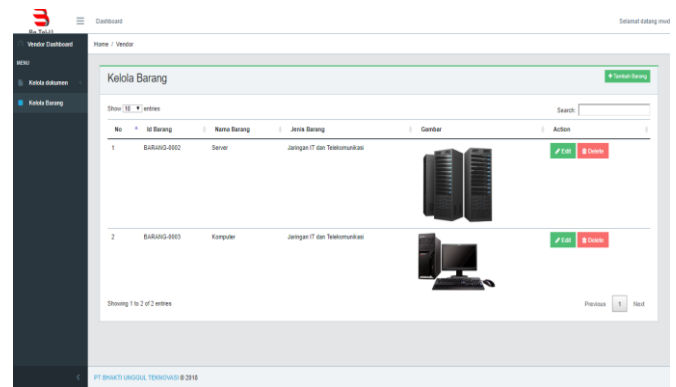 Dashboard
Selamat datang
Vendor Dashboard
Home / Vendor
MENU
Kelola dokumen
Kelola Barang
Kelola Barang
+Tambah Barang
Show 10 entries
Search:
No Id Barang Nama Barang Jenis Barang Gambar Action
1 BARANG-0002 Server Jaringan IT dan Telekomunikasi Edit Delete
2 BARANG-0003 Komputer Jaringan IT dan Telekomunikasi Edit Delete
Showing 1 to 2 of 2 entries
Previous 1 Next
PT BHAKTI UNGGUL TEKNOVASI © 2018